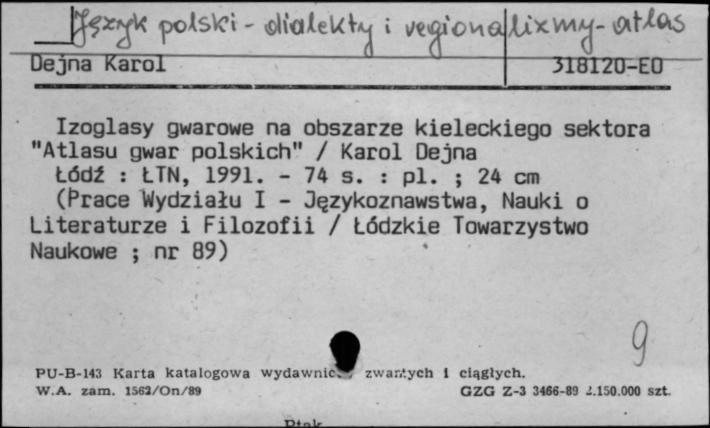 Język polski - dialekty i regionalizmy - atlas
Dejna Karol 318120-EO
Izoglasy gwarowe na obszarze kieleckiego sektora
"Atlasu gwar polskich" / Karol Dejna
Łódź : ŁTN, 1991. - 74 s. : pl. ; 24 cm
(Prace Wydziału I - Językoznawstwa, Nauki o
Literaturze i Filozofii / Łódzkie Towarzystwo
Naukowe ; nr 89)
9
PU-B-143 Karta katalogowa zwartych i ciągłych.
W.A. zam. 1562/On/89 GZG Z-3 3466-89 2.150.000 szt.